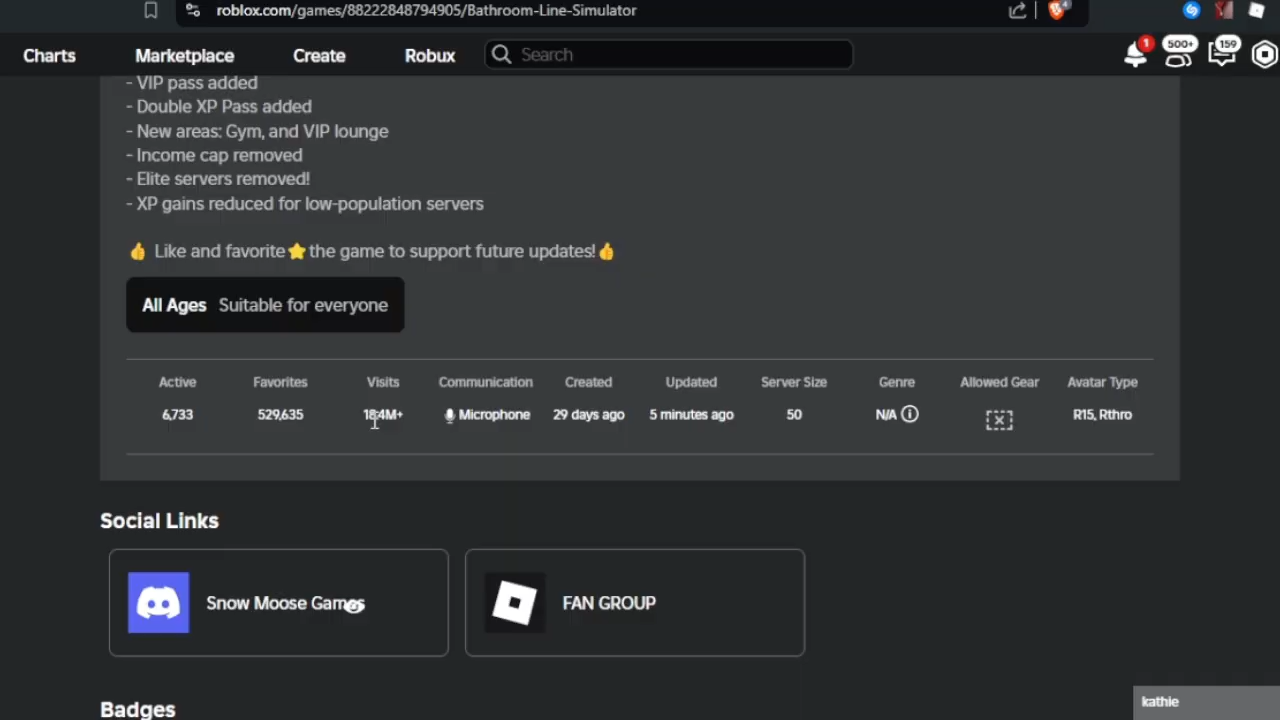 roblox.com/games/88222848794905/Bathroom-Line-Simulator
4
Charts Marketplace Create Robux Search 1 500+ 159
- VIP pass added
- Double XP Pass added
- New areas: Gym, and VIP lounge
- Income cap removed
- Elite servers removed!
- XP gains reduced for low-population servers
👍 Like and favorite⭐the game to support future updates!👍
All Ages Suitable for everyone
Active Favorites Visits Communication Created Updated Server Size Genre Allowed Gear Avatar Type
6,733 529,635 18.4M+ Microphone 29 days ago 5 minutes ago 50 N/A R15, Rthro
Social Links
Snow Moose Games FAN GROUP
Badges
kathie